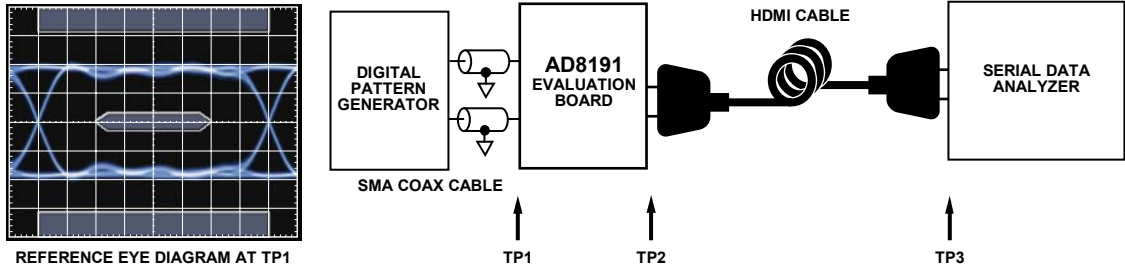 REFERENCE EYE DIAGRAM AT TP1
DIGITAL
PATTERN
GENERATOR
SMA COAX CABLE
AD8191
EVALUATION
BOARD
HDMI CABLE
SERIAL DATA
ANALYZER
TP1
TP2
TP3